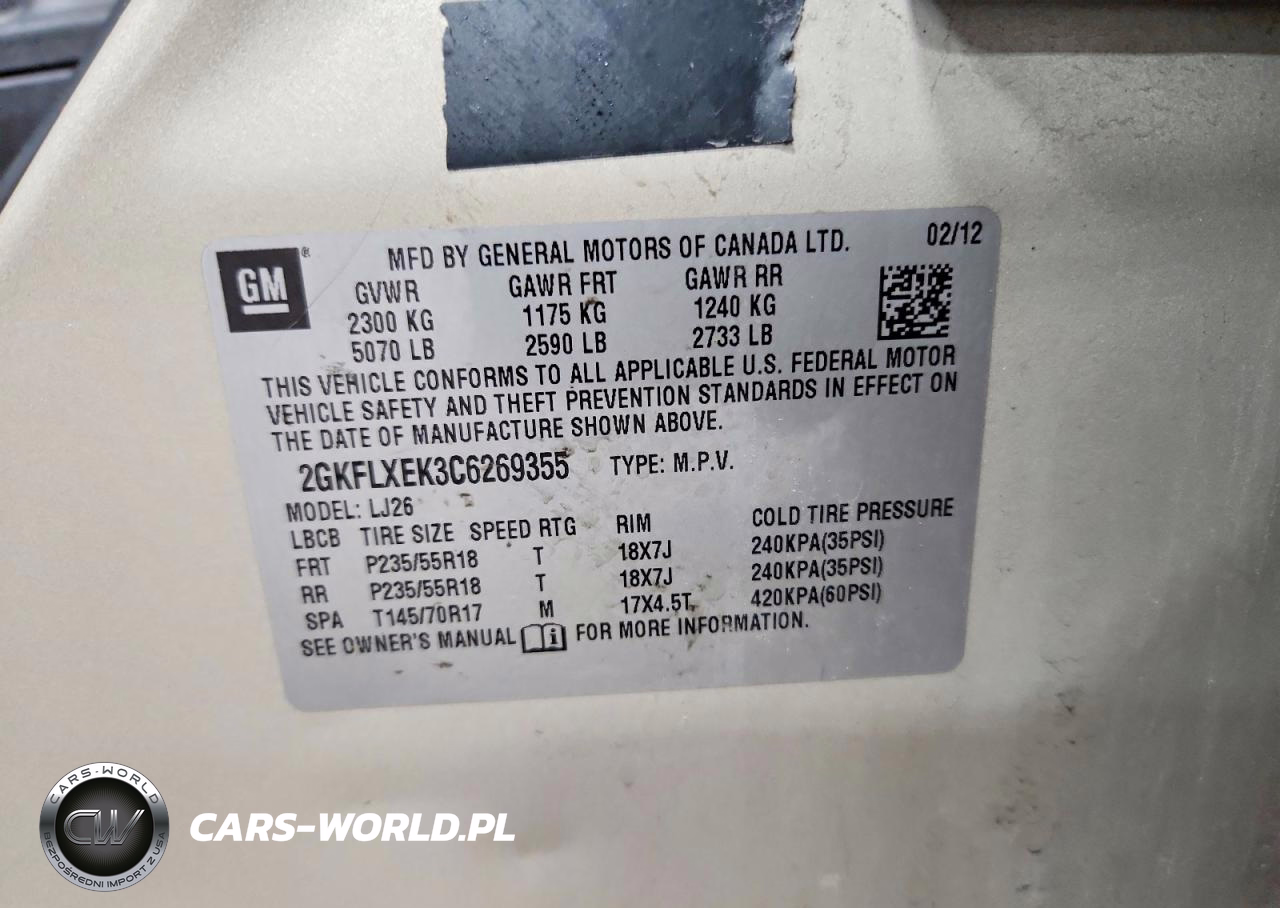 GM®
MFD BY GENERAL MOTORS OF CANADA LTD. 02/12
GVWR GAWR FRT GAWR RR
2300 KG 1175 KG 1240 KG
5070 LB 2590 LB 2733 LB
THIS VEHICLE CONFORMS TO ALL APPLICABLE U.S. FEDERAL MOTOR
VEHICLE SAFETY AND THEFT PREVENTION STANDARDS IN EFFECT ON
THE DATE OF MANUFACTURE SHOWN ABOVE.
2GKFLXEK3C6269355 TYPE: M.P.V.
MODEL: LJ26
LBCB TIRE SIZE SPEED RTG RIM COLD TIRE PRESSURE
FRT P235/55R18 T 18X7J 240KPA(35PSI)
RR P235/55R18 T 18X7J 240KPA(35PSI)
SPA T145/70R17 M 17X4.5T 420KPA(60PSI)
SEE OWNER'S MANUAL i FOR MORE INFORMATION.
CARS-WORLD
CW
BEZPOŚREDNI IMPORT Z USA
CARS-WORLD.PL